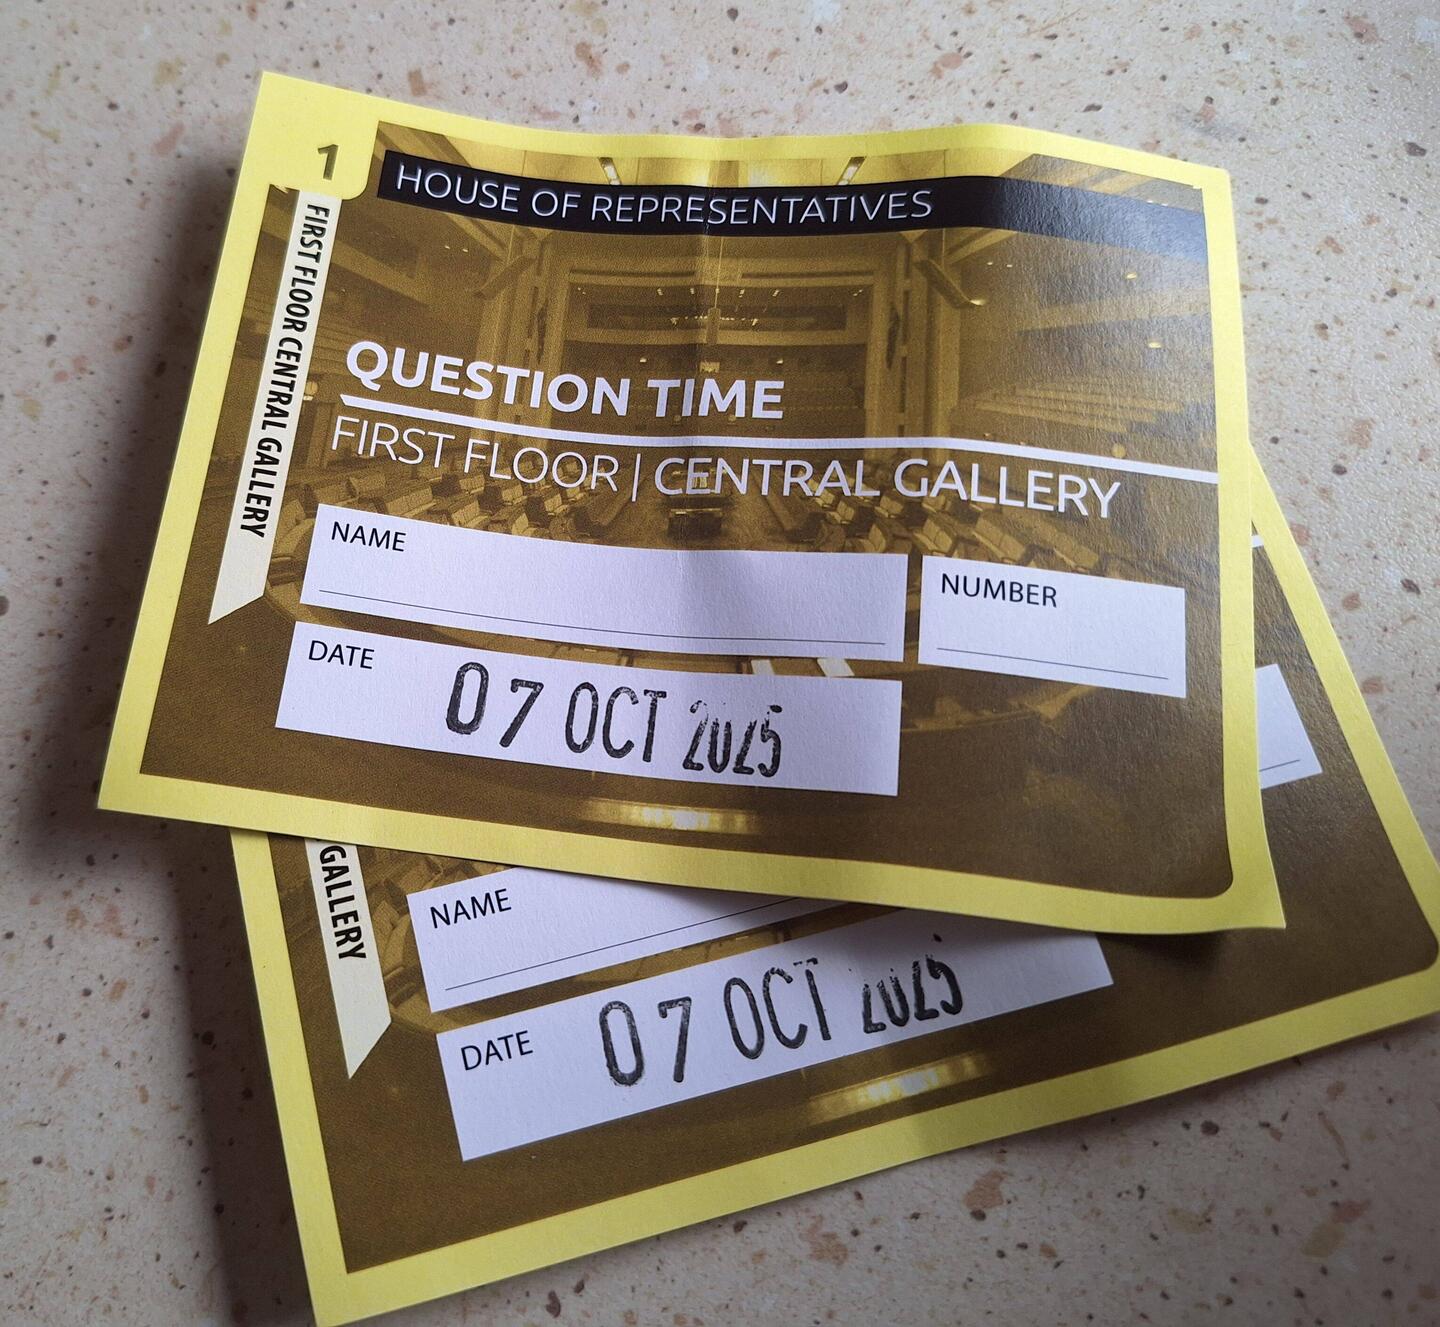 1
HOUSE OF REPRESENTATIVES
FIRST FLOOR CENTRAL GALLERY
QUESTION TIME
FIRST FLOOR | CENTRAL GALLERY
NAME
NUMBER
DATE 07 OCT 2025
GALLERY
NAME
DATE 07 OCT 2025